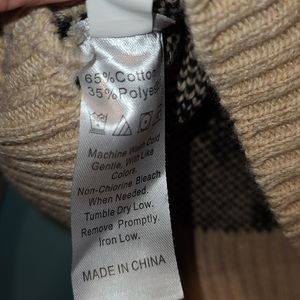 65% Cotton
35% Polyes
Machine Wash Cold
Gentle, With Like
Colors.
Non-Chlorine Bleach
When Needed.
Tumble Dry Low.
Remove Promptly.
Iron Low.
MADE IN CHINA